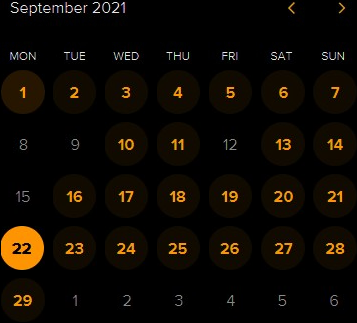 September 2021 < >
MON TUE WED THU FRI SAT SUN
1 2 3 4 5 6 7
8 9 10 11 12 13 14
15 16 17 18 19 20 21
22 23 24 25 26 27 28
29 1 2 3 4 5 6